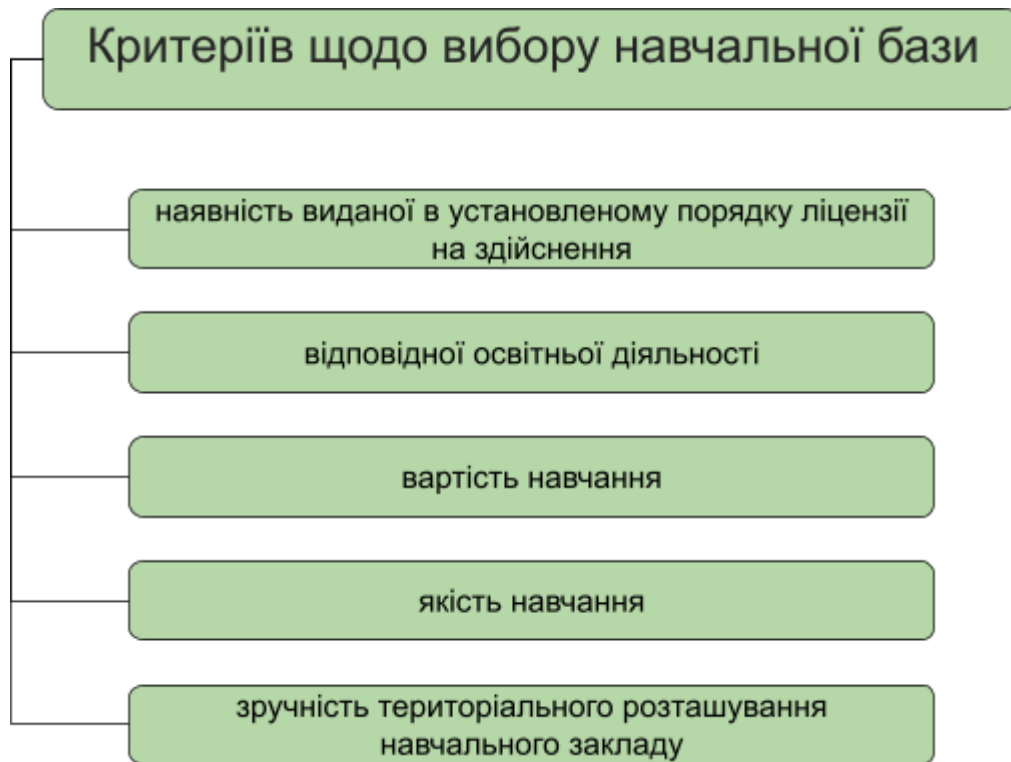 Критеріїв щодо вибору навчальної бази
наявність виданої в установленому порядку ліцензії
на здійснення
відповідної освітньої діяльності
вартість навчання
якість навчання
зручність територіального розташування
навчального закладу